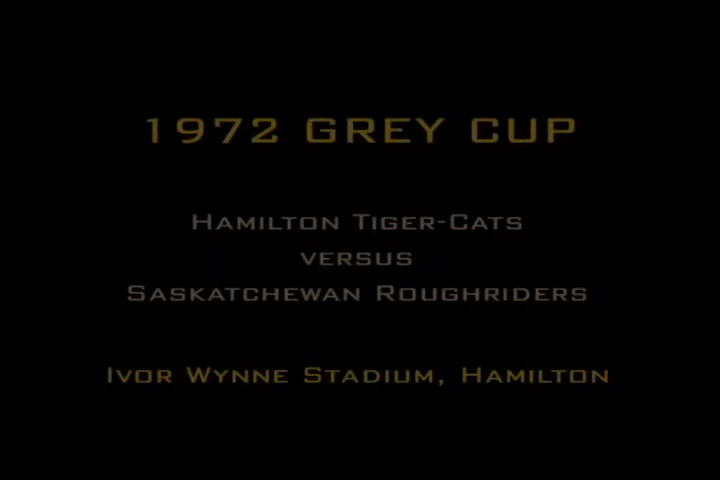 1972 GREY CUP
HAMILTON TIGER-CATS
VERSUS
SASKATCHEWAN ROUGHRIDERS
IVOR WYNNE STADIUM, HAMILTON